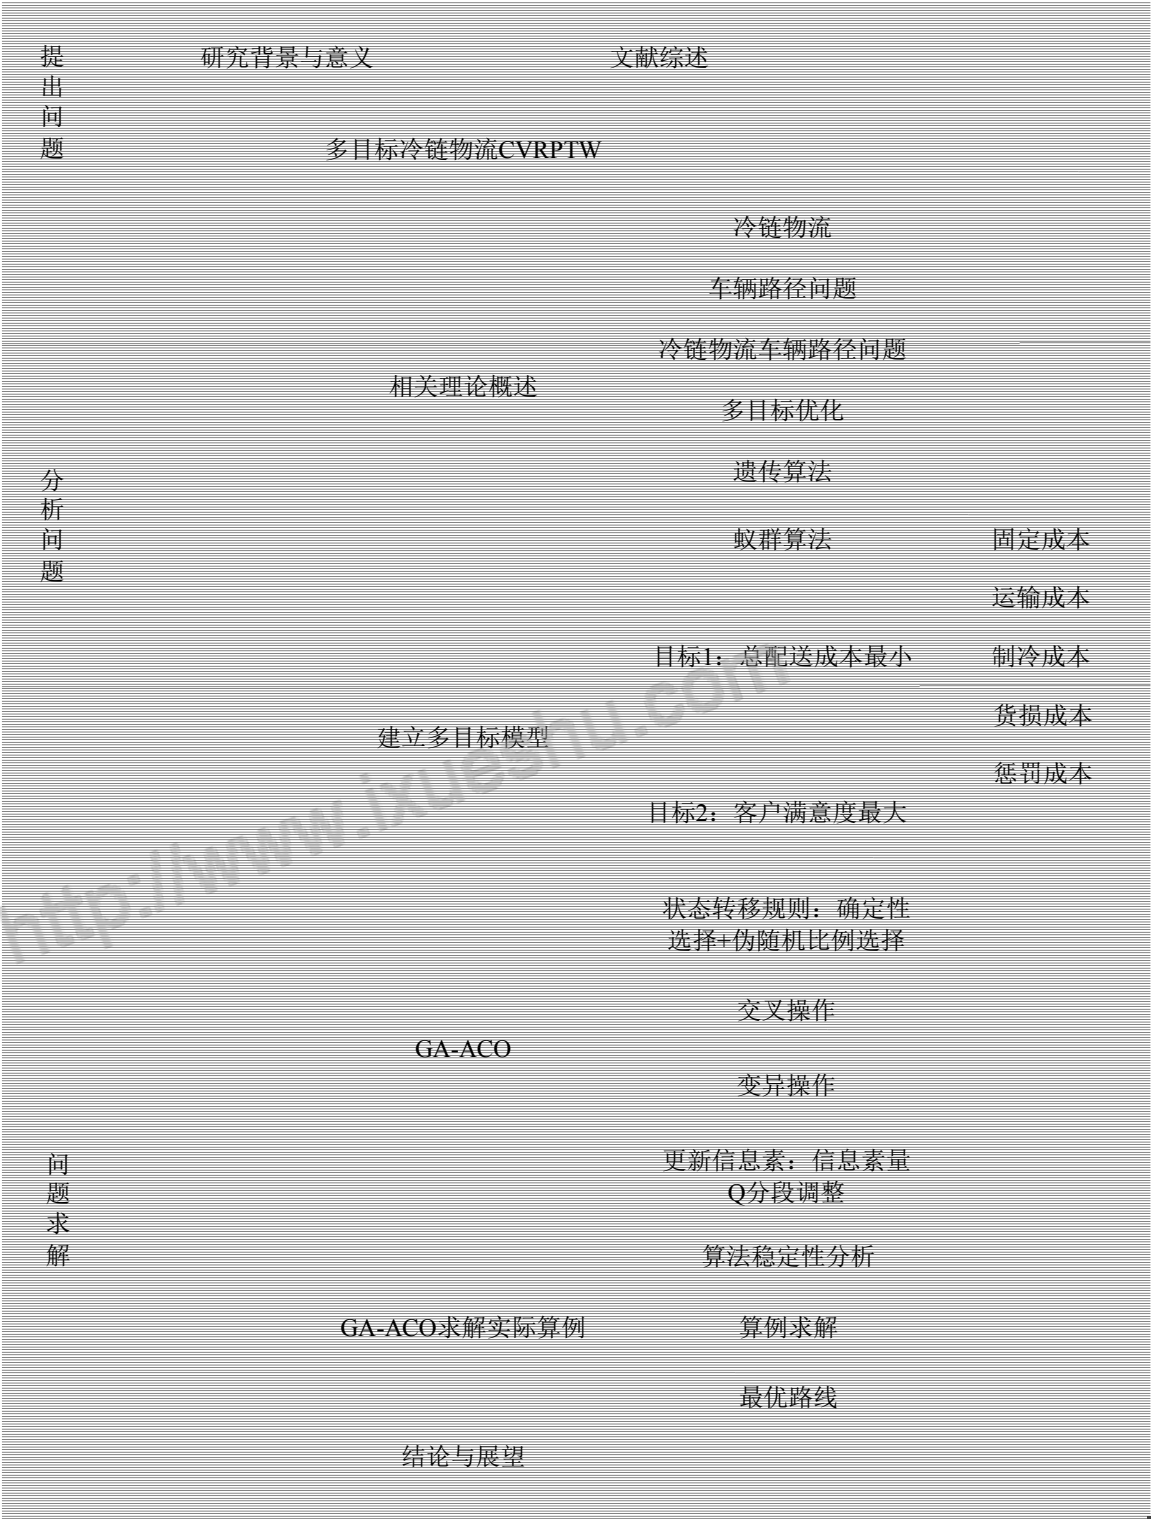 提
出
问
题
研究背景与意义
文献综述
多目标冷链物流CVRPTW
分
析
问
题
相关理论概述
冷链物流
车辆路径问题
冷链物流车辆路径问题
多目标优化
遗传算法
蚁群算法
建立多目标模型
目标1：总配送成本最小
固定成本
运输成本
制冷成本
货损成本
惩罚成本
目标2：客户满意度最大
问
题
求
解
GA-ACO
状态转移规则：确定性
选择+伪随机比例选择
交叉操作
变异操作
更新信息素：信息素量
Q分段调整
GA-ACO求解实际算例
算法稳定性分析
算例求解
最优路线
结论与展望
http://www.ixueshu.com